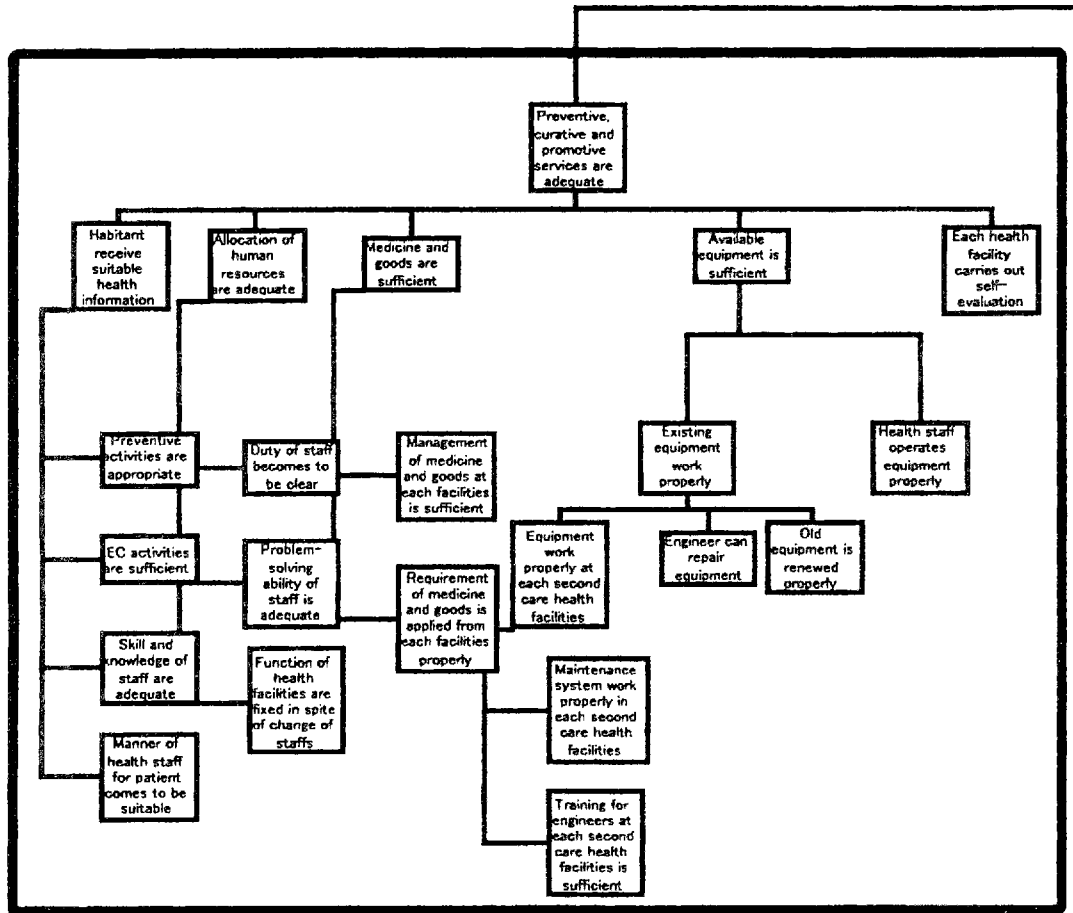 Preventive,
curative and
promotive
services are
adequate
Habitant
receive
suitable
health
information
Allocation of
human
resources
are adequate
Medicine and
goods are
sufficient
Available
equipment is
sufficient
Each health
facility
carries out
self-
evaluation
Preventive
activities are
appropriate
Duty of staff
becomes to
be clear
Management
of medicine
and goods at
each facilities
is sufficient
Existing
equipment
work
properly
Health staff
operates
equipment
properly
EC activities
are sufficient
Problem-
solving
ability of
staff is
adequate
Requirement
of medicine
and goods is
applied from
each facilities
properly
Equipment
work
properly at
each second
care health
facilities
Engineer can
repair
equipment
Old
equipment is
renewed
properly
Skill and
knowledge of
staff are
adequate
Function of
health
facilities are
fixed in spite
of change of
staffs
Maintenance
system work
properly in
each second
care health
facilities
Manner of
health staff
for patient
comes to be
suitable
Training for
engineers at
each second
care health
facilities is
sufficient